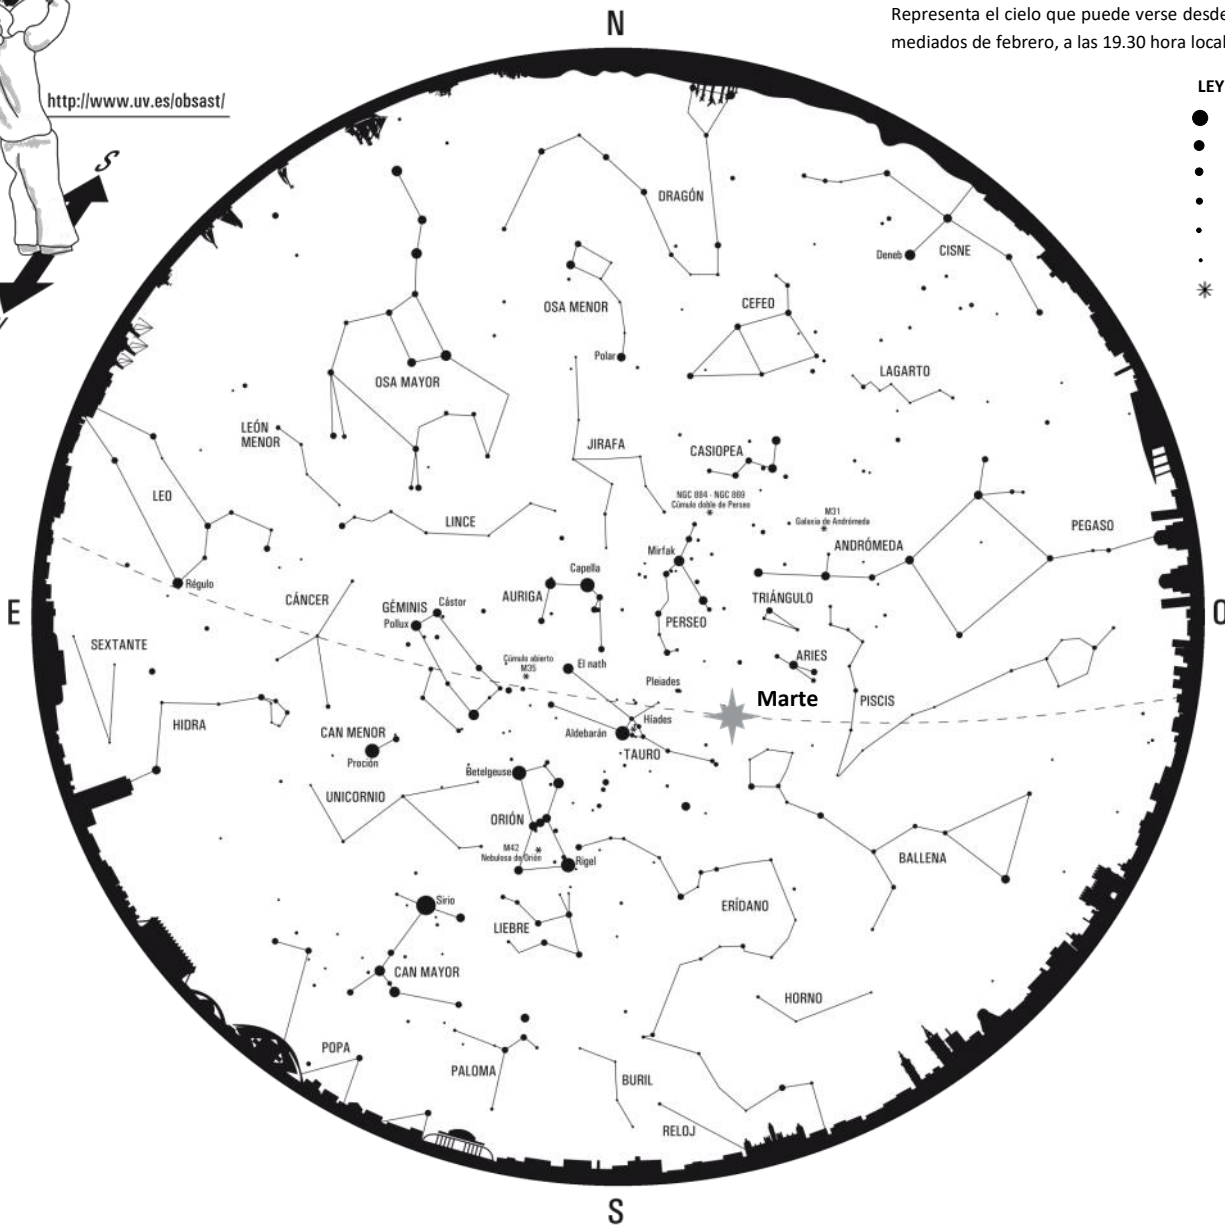 Representa el cielo que puede verse desde
mediados de febrero, a las 19.30 hora local
N
http://www.uv.es/obsast/
LEY
S
DRAGÓN
Deneb
CISNE
OSA MENOR
CEFEO
Polar
OSA MAYOR
LAGARTO
LEÓN
MENOR
JIRAFA
CASIOPEA
LEO
NGC 884 - NGC 869
Cúmulo doble de Perseo
LINCE
M31
Galaxia de Andrómeda
PEGASO
ANDRÓMEDA
Mirfak
Régulo
Capella
CÁNCER
AURIGA
TRIÁNGULO
GÉMINIS
Cástor
Pollux
PERSEO
E
O
SEXTANTE
Cúmulo abierto
M35
El nath
ARIES
Pleiades
Marte
PISCIS
HIDRA
Híades
CAN MENOR
Aldebarán
TAURO
Proción
Betelgeuse
UNICORNIO
ORIÓN
M42
Nebulosa de Orión
Rigel
BALLENA
Sirio
ERÍDANO
LIEBRE
CAN MAYOR
HORNO
POPA
PALOMA
BURIL
RELOJ
S